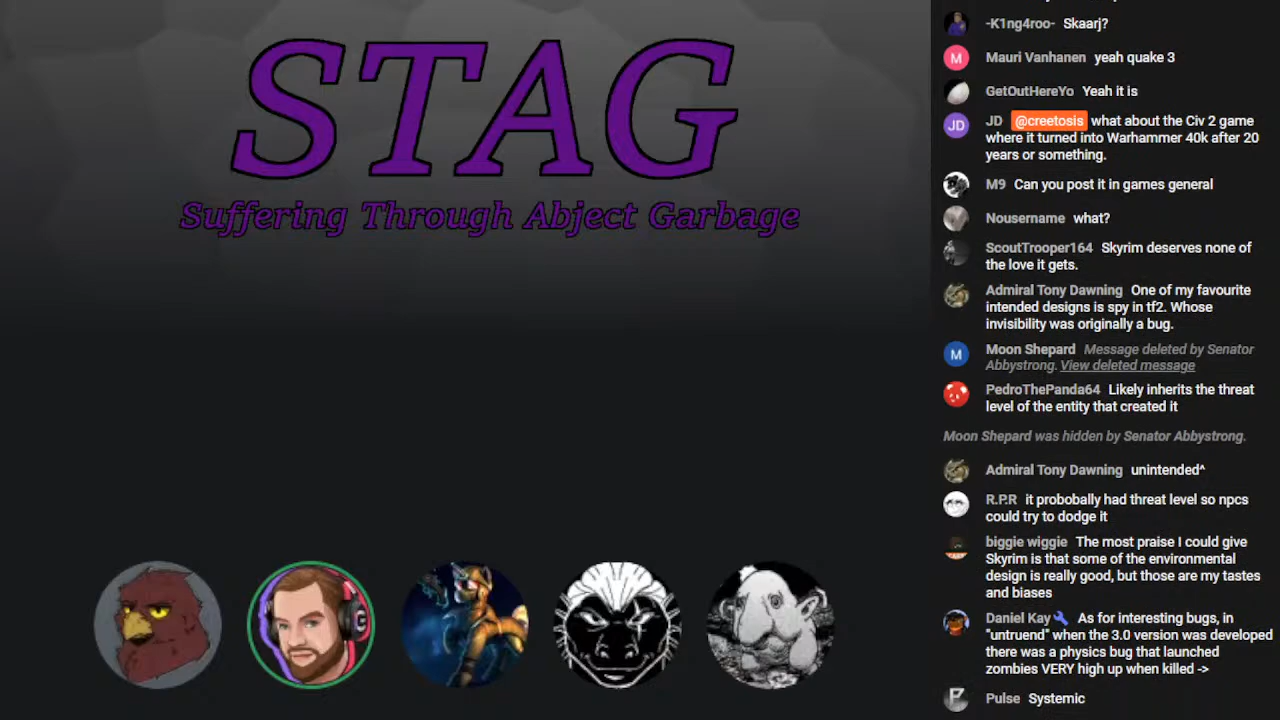 STAG
Suffering Through Abject Garbage
-K1ng4roo- Skaarj?
M Mauri Vanhanen yeah quake 3
GetOutHereYo Yeah it is
JD JD @creetosis what about the Civ 2 game
where it turned into Warhammer 40k after 20
years or something.
M9 Can you post it in games general
Nousername what?
ScoutTrooper164 Skyrim deserves none of
the love it gets.
Admiral Tony Dawning One of my favourite
intended designs is spy in tf2. Whose
invisibility was originally a bug.
M Moon Shepard Message deleted by Senator
Abbystrong. View deleted message
PedroThePanda64 Likely inherits the threat
level of the entity that created it
Moon Shepard was hidden by Senator Abbystrong.
Admiral Tony Dawning unintended^
R.P.R it probobally had threat level so npcs
could try to dodge it
biggie wiggie The most praise I could give
Skyrim is that some of the environmental
design is really good, but those are my tastes
and biases
Daniel Kay As for interesting bugs, in
"untruend" when the 3.0 version was developed
there was a physics bug that launched
zombies VERY high up when killed ->
Pulse Systemic